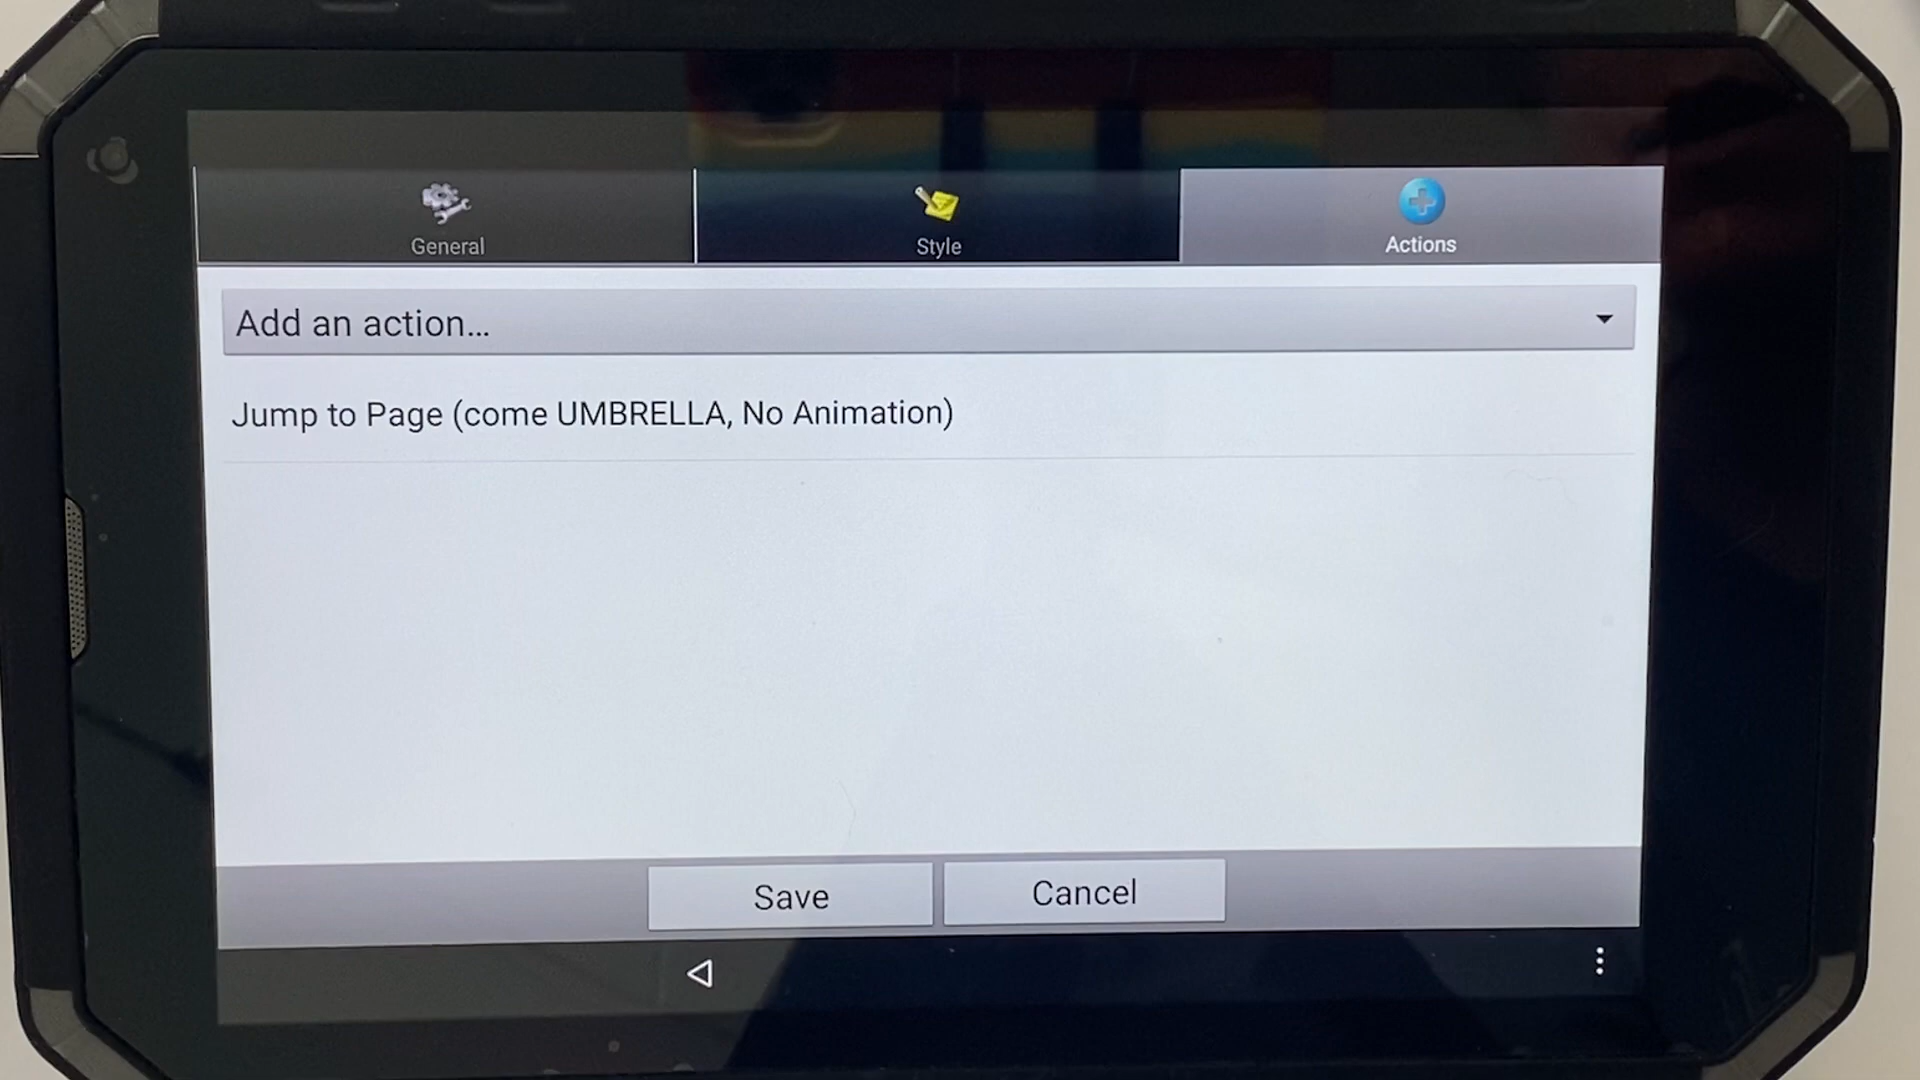 General
Style
Actions
Add an action...
Jump to Page (come UMBRELLA, No Animation)
Save
Cancel